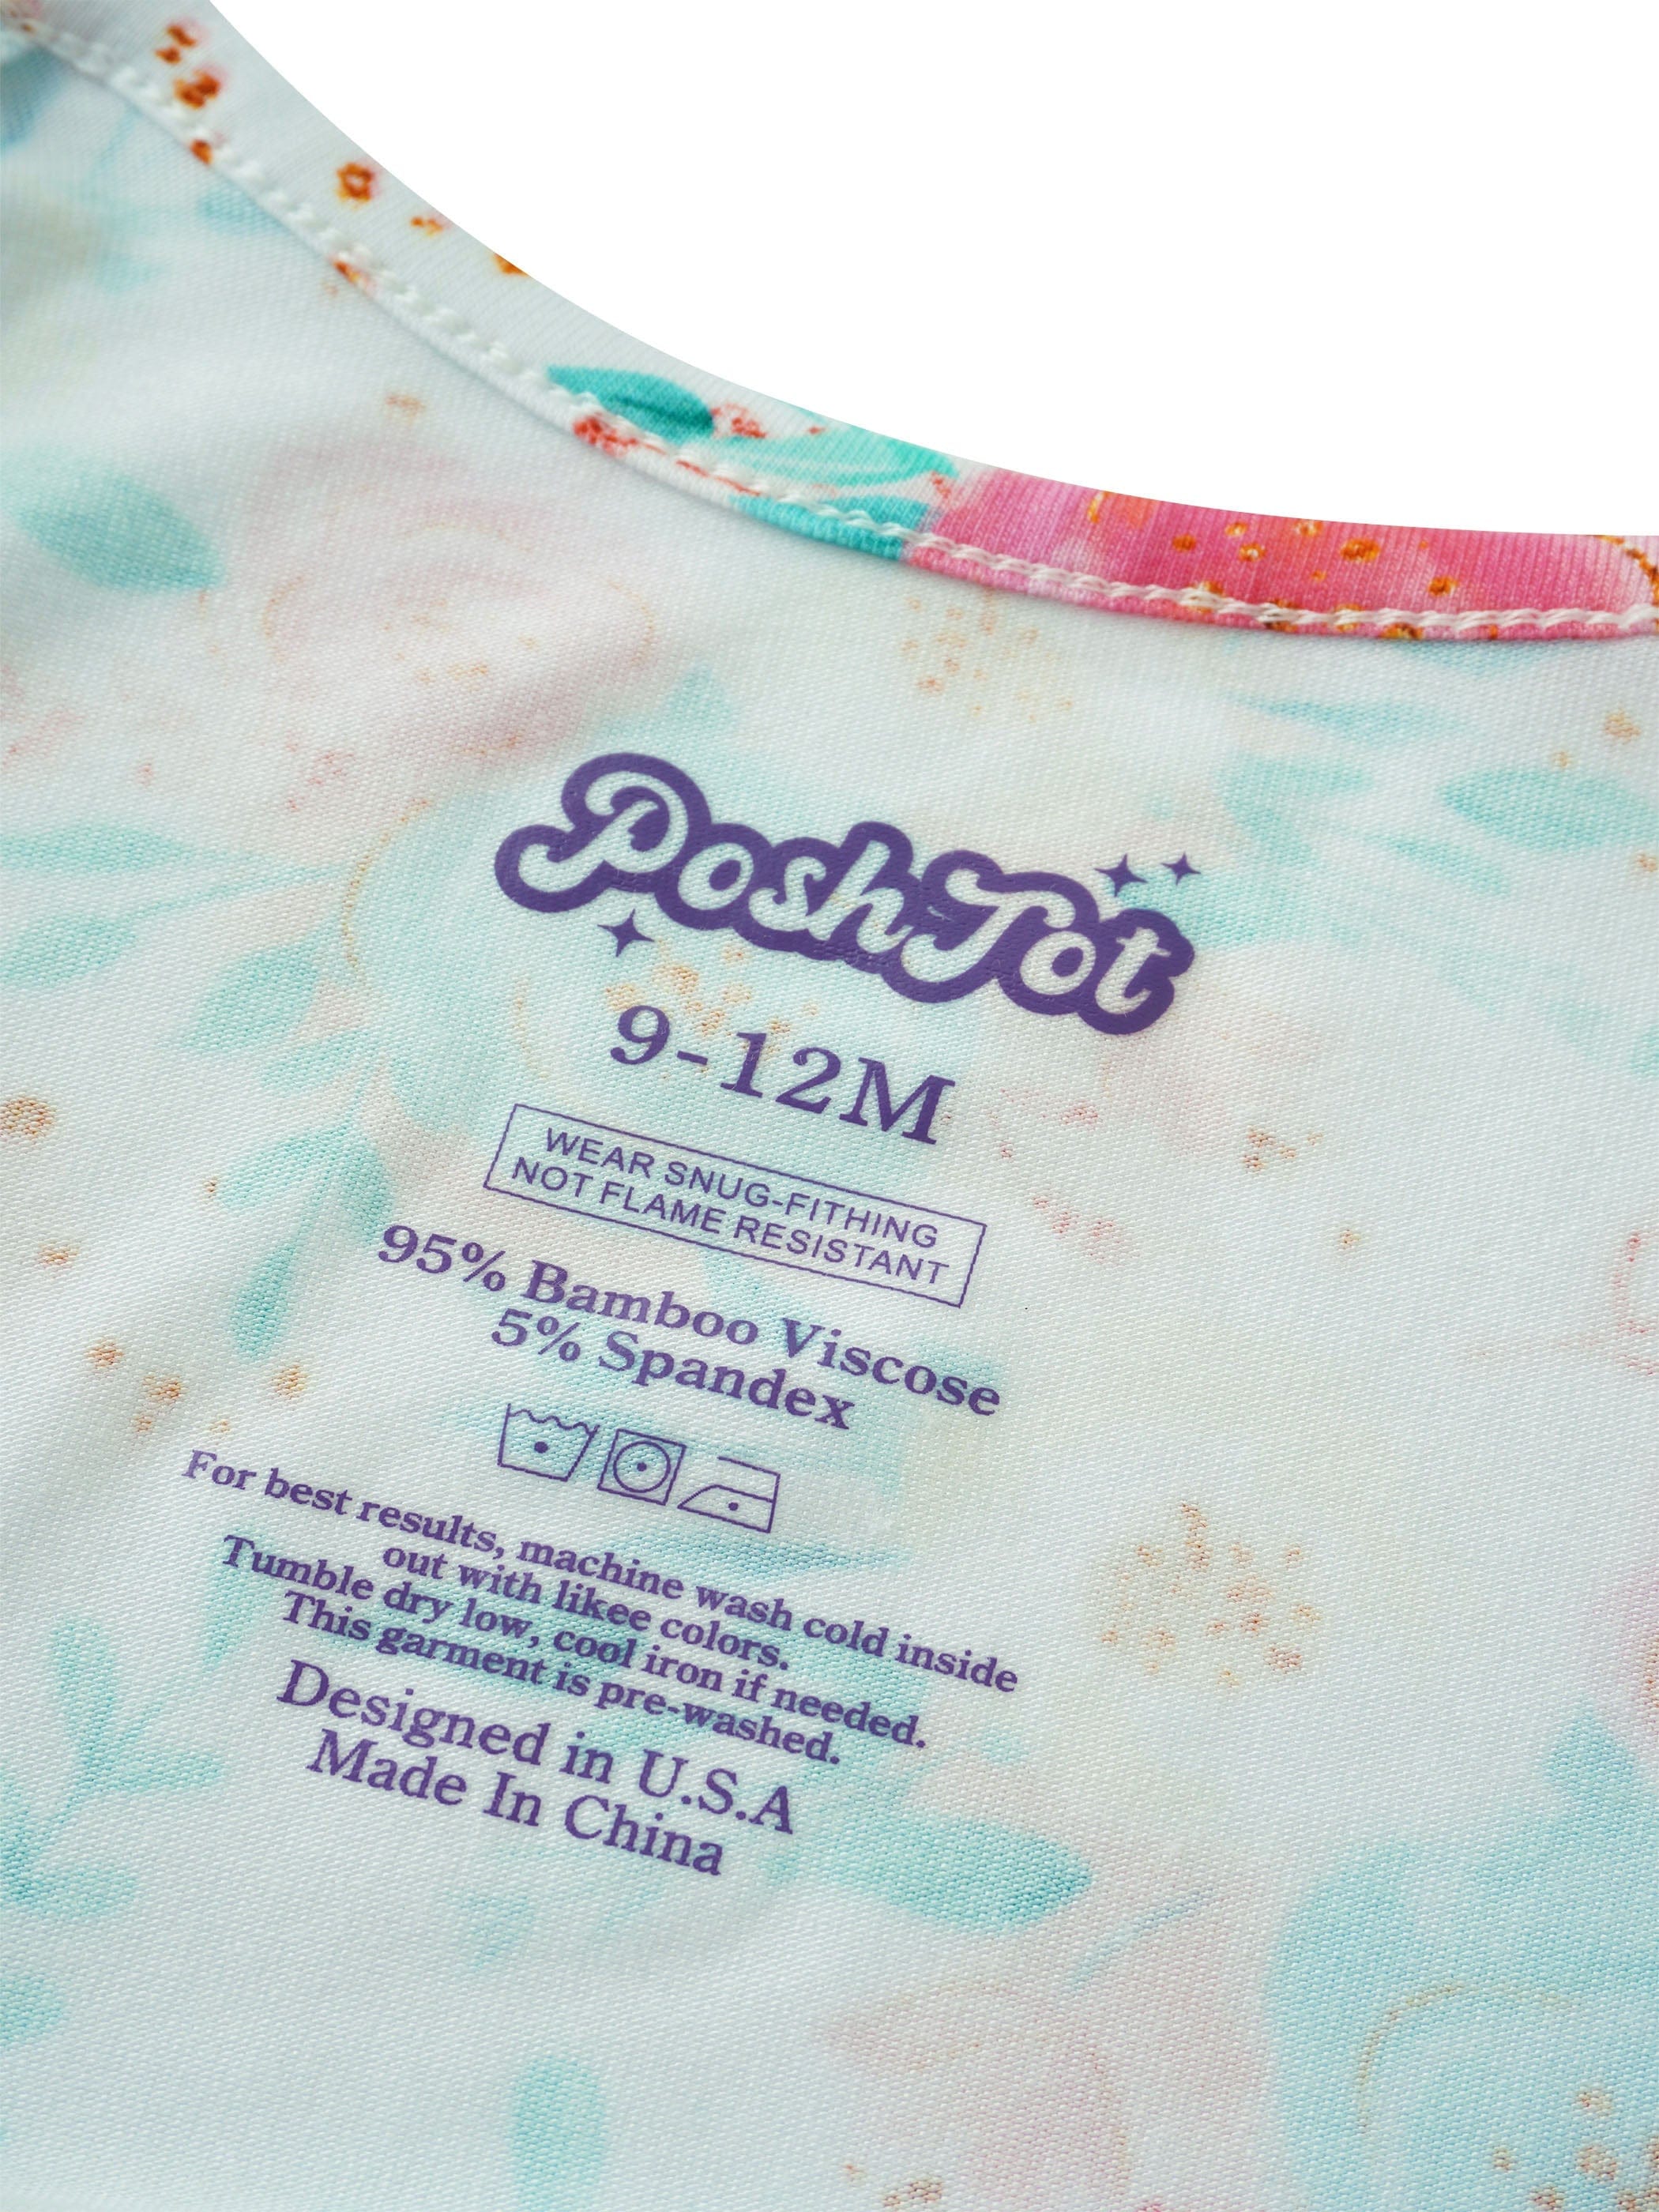 PoshTot
9-12M
WEAR SNUG-FITHING
NOT FLAME RESISTANT
95% Bamboo Viscose
5% Spandex
For best results, machine wash cold inside
out with likee colors.
Tumble dry low, cool iron if needed.
This garment is pre-washed.
Designed in U.S.A
Made In China